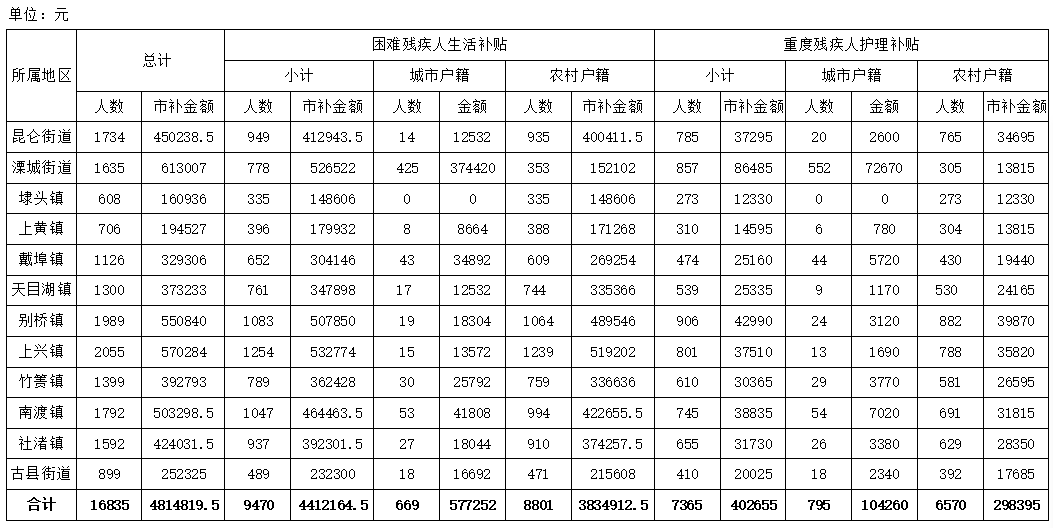 单位：元
困难残疾人生活补贴 重度残疾人护理补贴
总计
所属地区 小计 城市户籍 农村户籍 小计 城市户籍 农村户籍
人数 市补金额 人数 市补金额 人数 金额 人数 市补金额 人数 市补金额 人数 金额 人数 市补金额
昆仑街道 1734 450238.5 949 412943.5 14 12532 935 400411.5 785 37295 20 2600 765 34695
溧城街道 1635 613007 778 526522 425 374420 353 152102 857 86485 552 72670 305 13815
埭头镇 608 160936 335 148606 0 0 335 148606 273 12330 0 0 273 12330
上黄镇 706 194527 396 179932 8 8664 388 171268 310 14595 6 780 304 13815
戴埠镇 1126 329306 652 304146 43 34892 609 269254 474 25160 44 5720 430 19440
天目湖镇 1300 373233 761 347898 17 12532 744 335366 539 25335 9 1170 530 24165
别桥镇 1989 550840 1083 507850 19 18304 1064 489546 906 42990 24 3120 882 39870
上兴镇 2055 570284 1254 532774 15 13572 1239 519202 801 37510 13 1690 788 35820
竹箦镇 1399 392793 789 362428 30 25792 759 336636 610 30365 29 3770 581 26595
南渡镇 1792 503298.5 1047 464463.5 53 41808 994 422655.5 745 38835 54 7020 691 31815
社渚镇 1592 424031.5 937 392301.5 27 18044 910 374257.5 655 31730 26 3380 629 28350
古县街道 899 252325 489 232300 18 16692 471 215608 410 20025 18 2340 392 17685
合计 16835 4814819.5 9470 4412164.5 669 577252 8801 3834912.5 7365 402655 795 104260 6570 298395